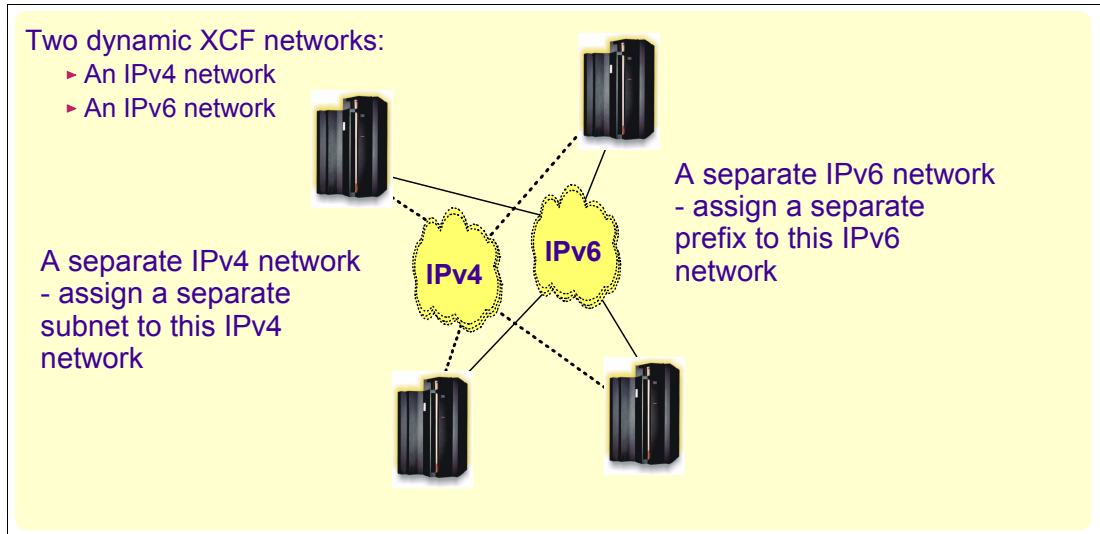 Two dynamic XCF networks:
► An IPv4 network
► An IPv6 network
A separate IPv6 network
- assign a separate
prefix to this IPv6
network
IPv6
IPv4
A separate IPv4 network
- assign a separate
subnet to this IPv4
network